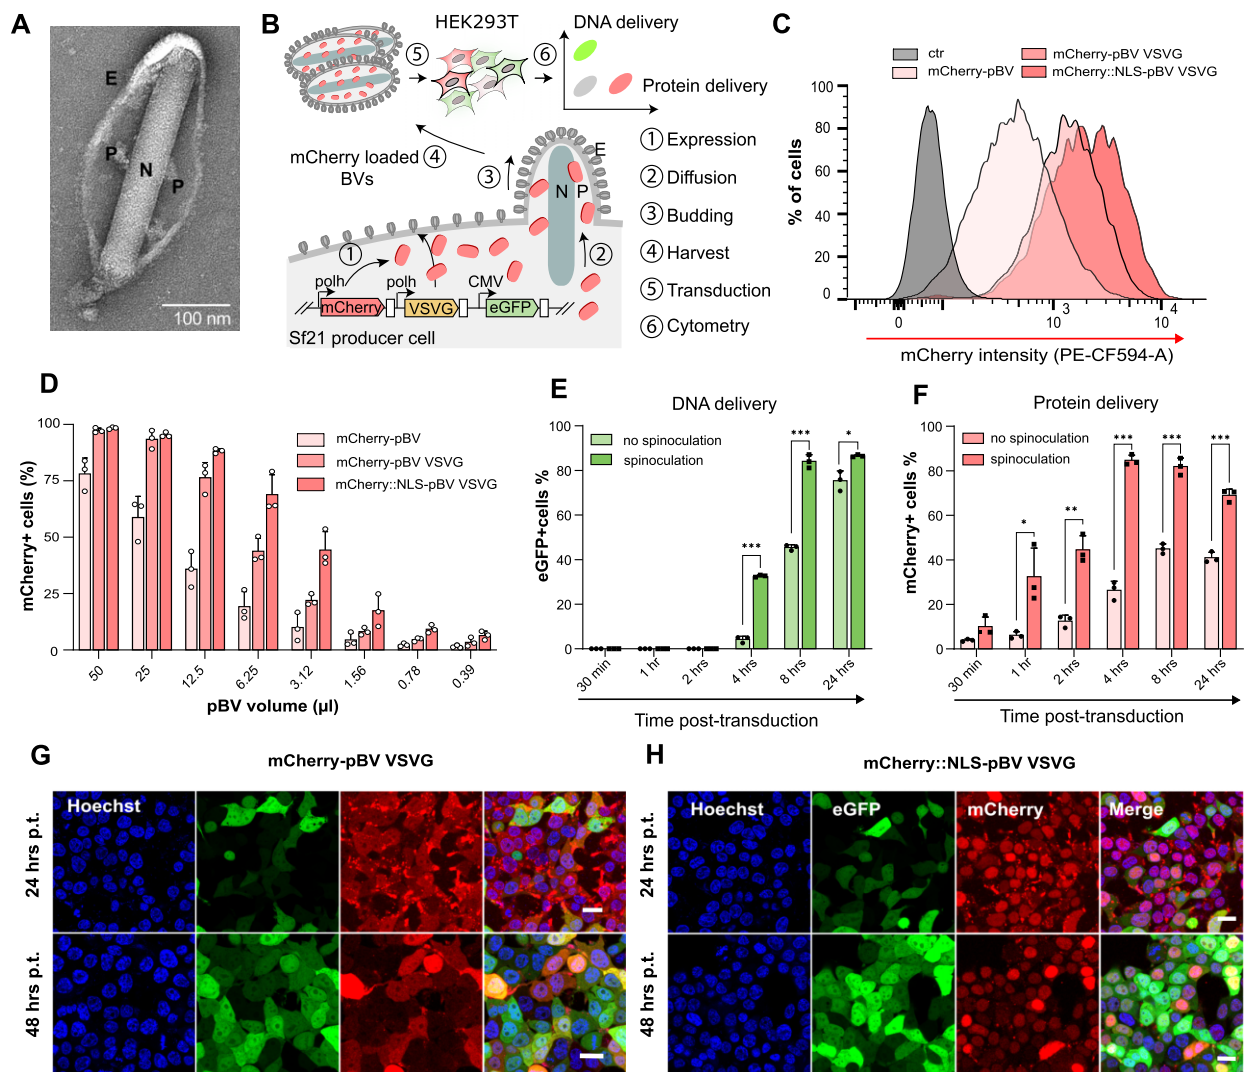 A
E
P
N
P
100 nm
B
HEK293T
DNA delivery
Protein delivery
5
6
mCherry loaded
BVs
4
3
E
N
P
1
2
polh
polh
CMV
mCherry
VSVG
eGFP
Sf21 producer cell
1 Expression
2 Diffusion
3 Budding
4 Harvest
5 Transduction
6 Cytometry
C
ctr
mCherry-pBV
mCherry-pBV VSVG
mCherry::NLS-pBV VSVG
% of cells
100
80
60
40
20
0
0
10 3
10 4
mCherry intensity (PE-CF594-A)
D
mCherry+ cells (%)
100
75
50
25
0
mCherry-pBV
mCherry-pBV VSVG
mCherry::NLS-pBV VSVG
50
25
12.5
6.25
3.12
1.56
0.78
0.39
pBV volume (µl)
E
DNA delivery
no spinoculation
spinoculation
eGFP+cells %
100
80
60
40
20
0
***
***
*
30 min
1 hr
2 hrs
4 hrs
8 hrs
24 hrs
Time post-transduction
F
Protein delivery
no spinoculation
spinoculation
mCherry+ cells %
100
80
60
40
20
0
*
**
***
***
***
30 min
1 hr
2 hrs
4 hrs
8 hrs
24 hrs
Time post-transduction
G
mCherry-pBV VSVG
Hoechst
24 hrs p.t.
48 hrs p.t.
H
mCherry::NLS-pBV VSVG
Hoechst
eGFP
mCherry
Merge
24 hrs p.t.
48 hrs p.t.